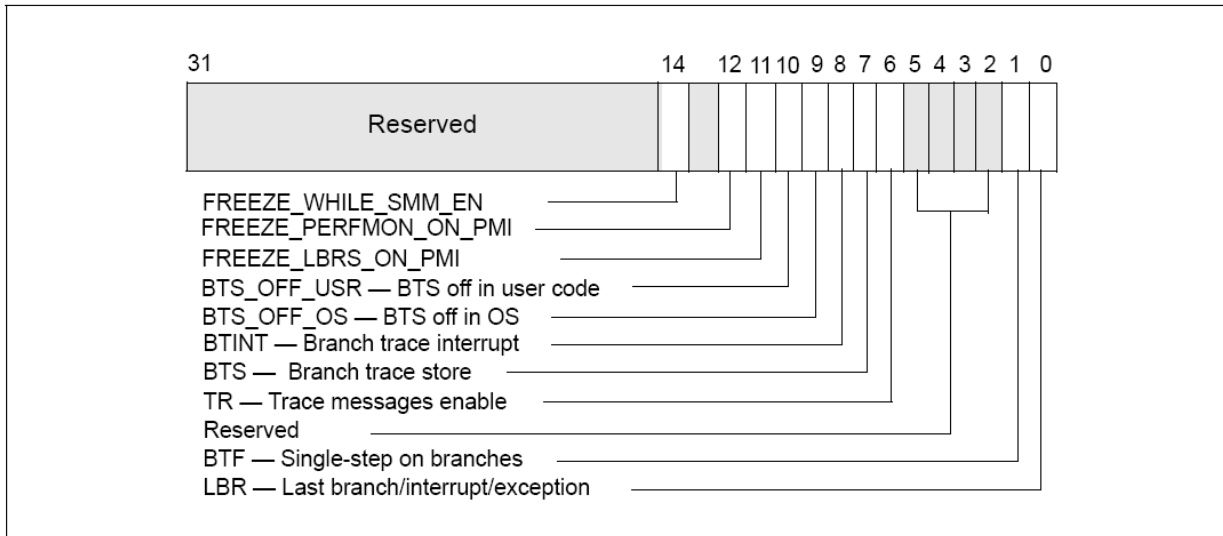 31 14 12 11 10 9 8 7 6 5 4 3 2 1 0
Reserved
FREEZE_WHILE_SMM_EN
FREEZE_PERFMON_ON_PMI
FREEZE_LBRS_ON_PMI
BTS_OFF_USR — BTS off in user code
BTS_OFF_OS — BTS off in OS
BTINT — Branch trace interrupt
BTS — Branch trace store
TR — Trace messages enable
Reserved
BTF — Single-step on branches
LBR — Last branch/interrupt/exception